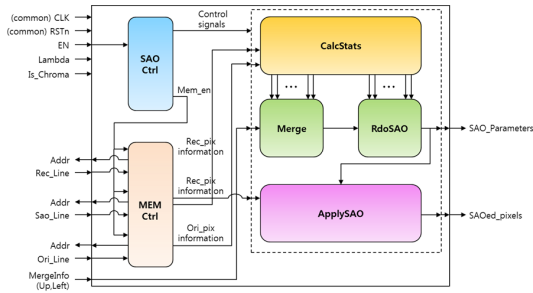 (common) CLK
(common) RSTn
EN
Lambda
Is_Chroma
SAO
Ctrl
Control
signals
Mem_en
CalcStats
...
...
Merge
RdoSAO
SAO_Parameters
Rec_pix
information
Addr
Rec_Line
Addr
Sao_Line
Addr
Ori_Line
MergeInfo
(Up,Left)
MEM
Ctrl
Rec_pix
information
Ori_pix
information
ApplySAO
SAOed_pixels